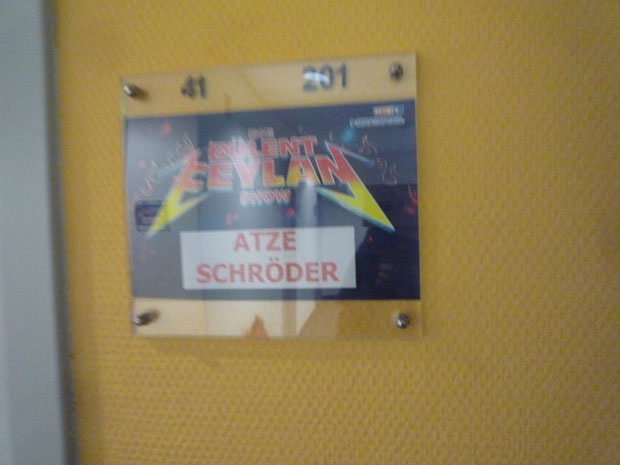 41 201
DIE
BÜLENT
CEYLAN
SHOW
ATZE
SCHRÖDER